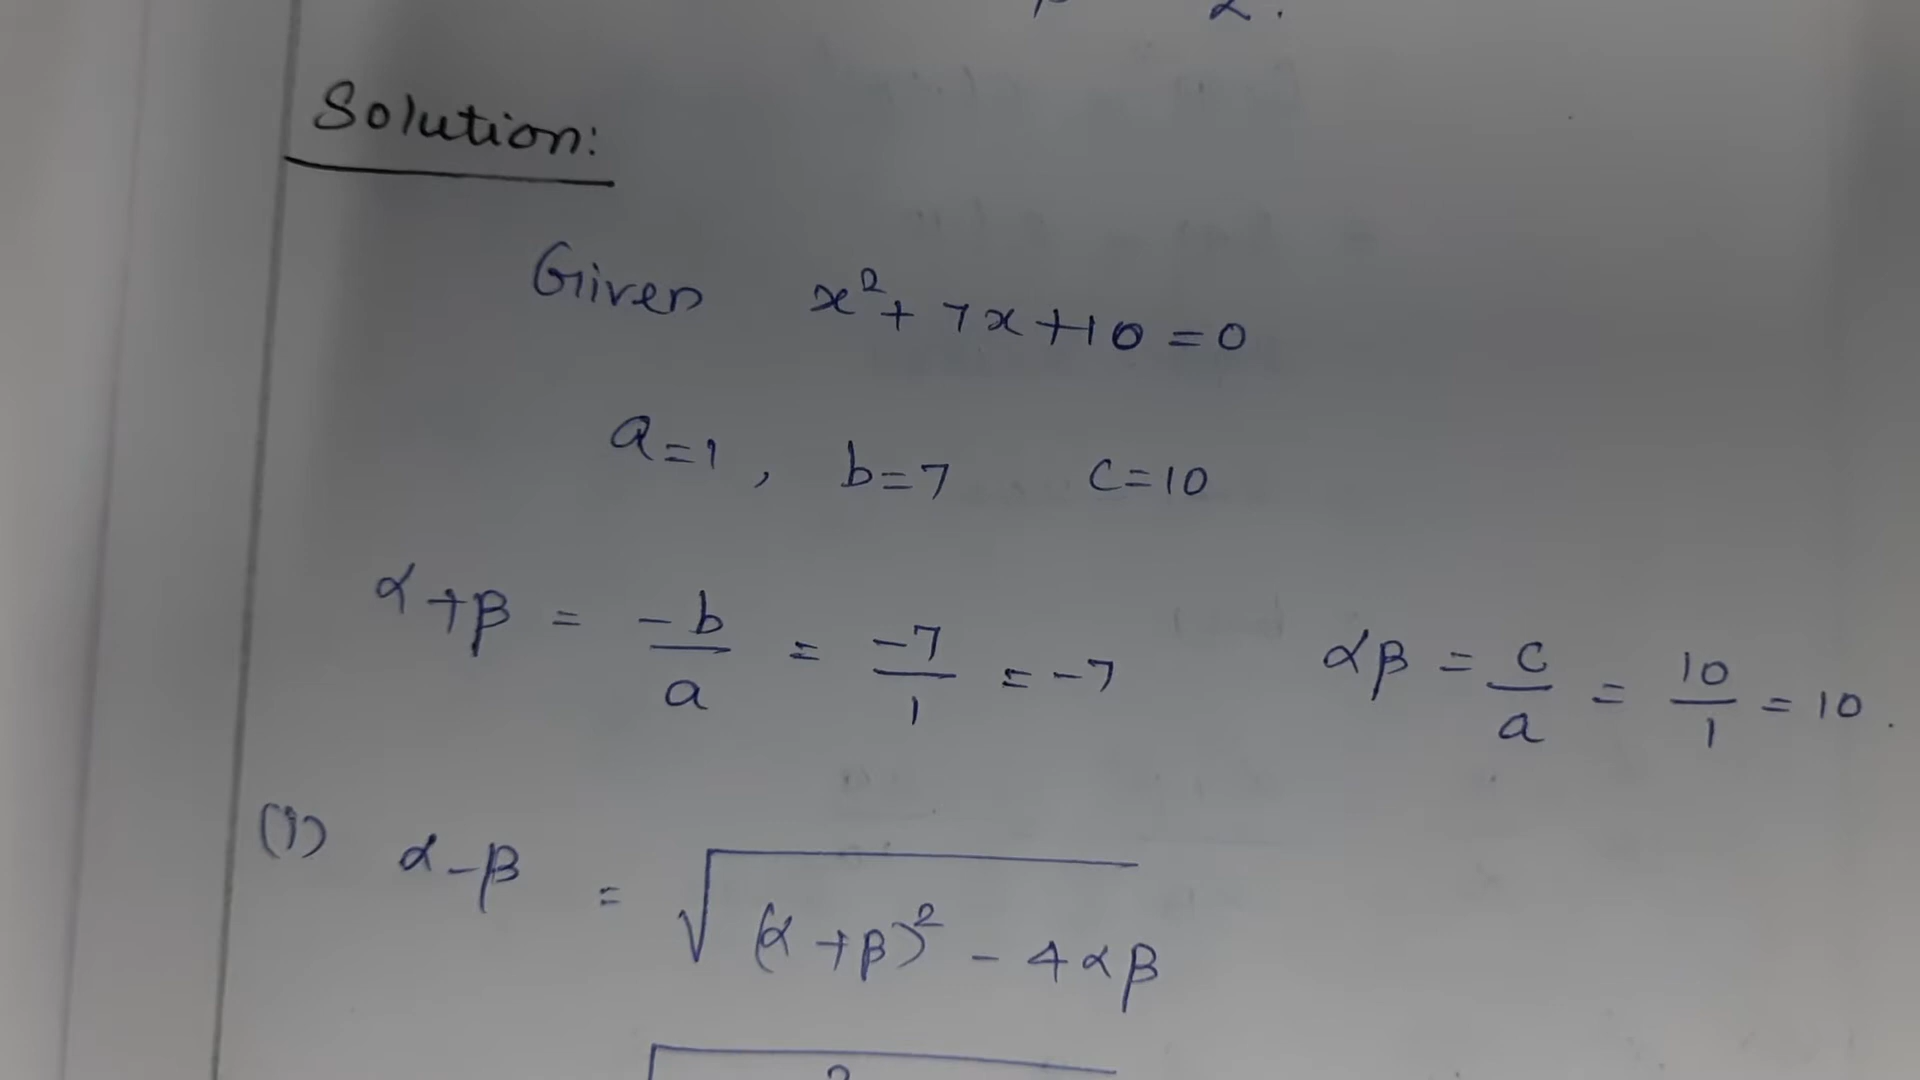 α.
Solution:
Given x² + 7x + 10 = 0
a = 1 , b = 7 c = 10
α + β = -b/a = -7/1 = -7 αβ = c/a = 10/1 = 10 .
(i) α - β = √((α + β)² - 4αβ)